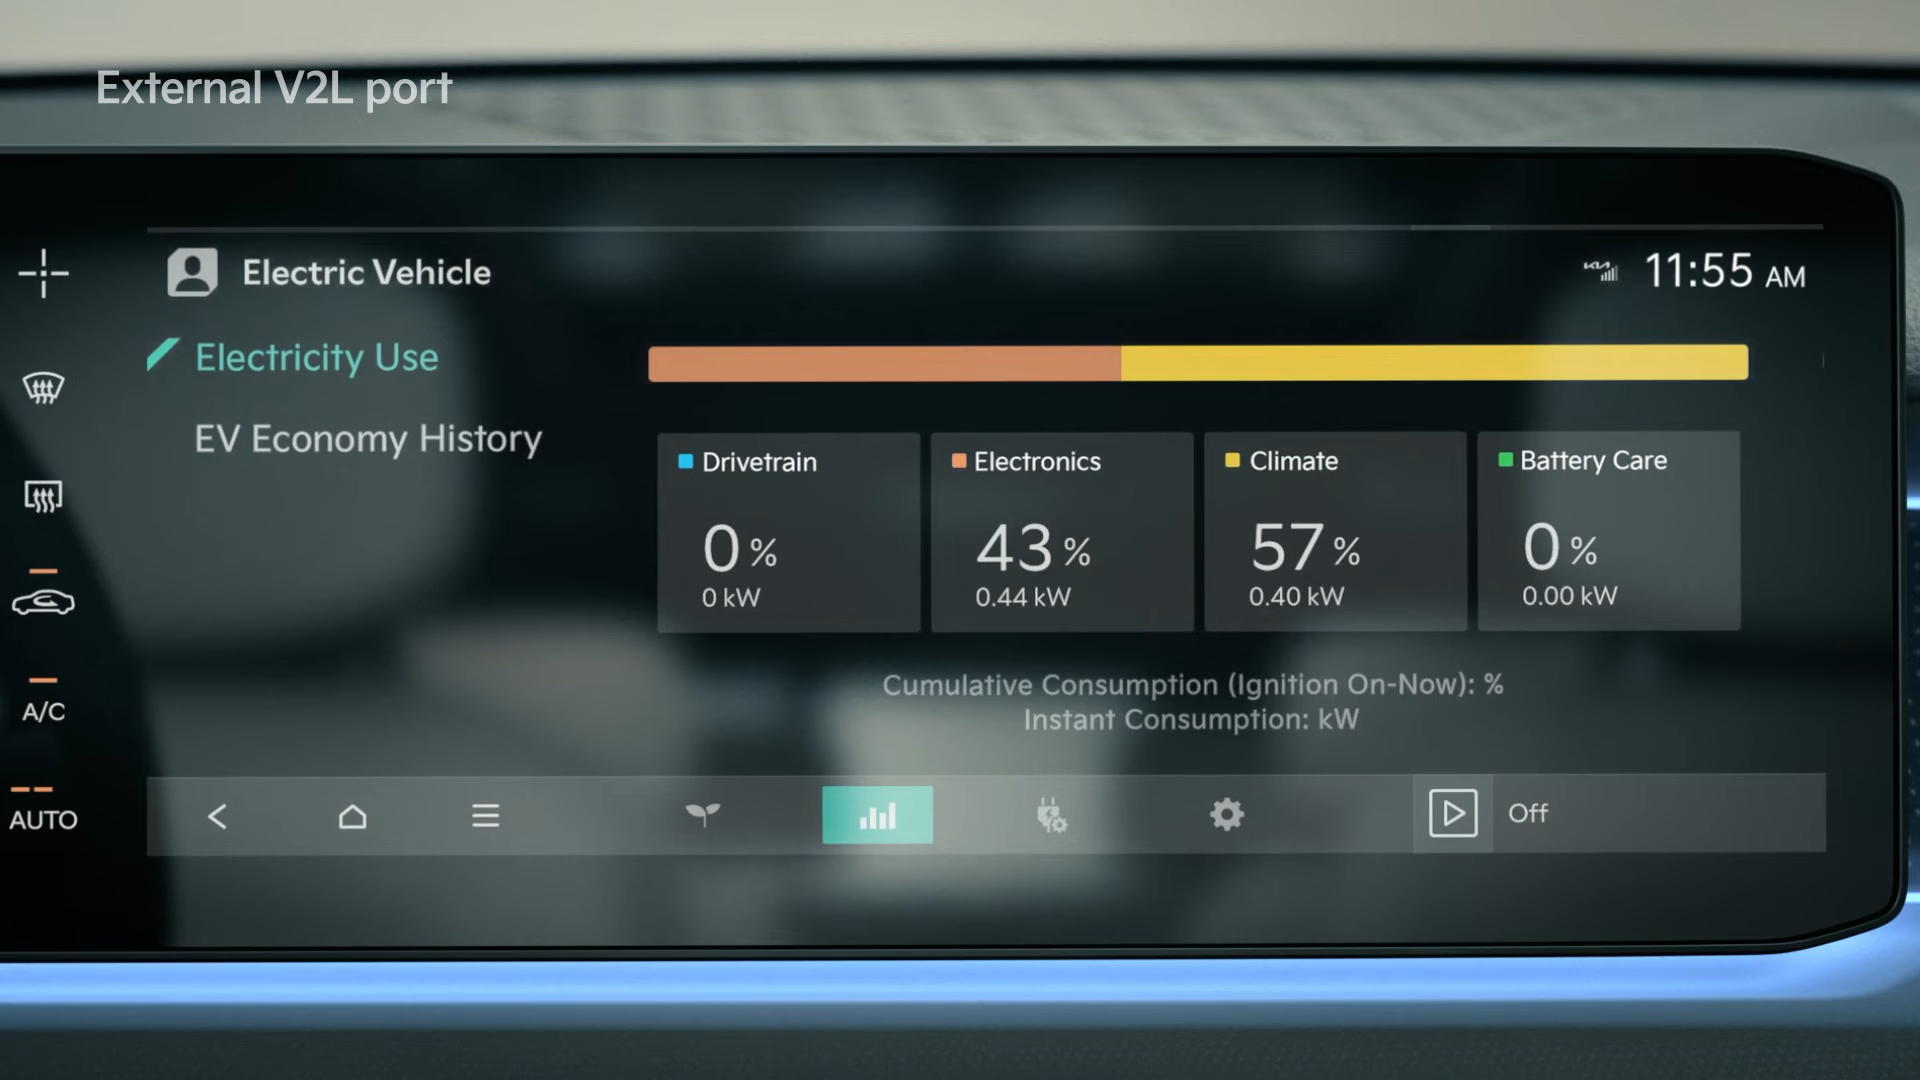 External V2L port
Electric Vehicle
KIA
11:55 AM
Electricity Use
EV Economy History
Drivetrain
0 %
0 kW
Electronics
43 %
0.44 kW
Climate
57 %
0.40 kW
Battery Care
0 %
0.00 kW
Cumulative Consumption (Ignition On-Now): %
Instant Consumption: kW
A/C
AUTO
Off